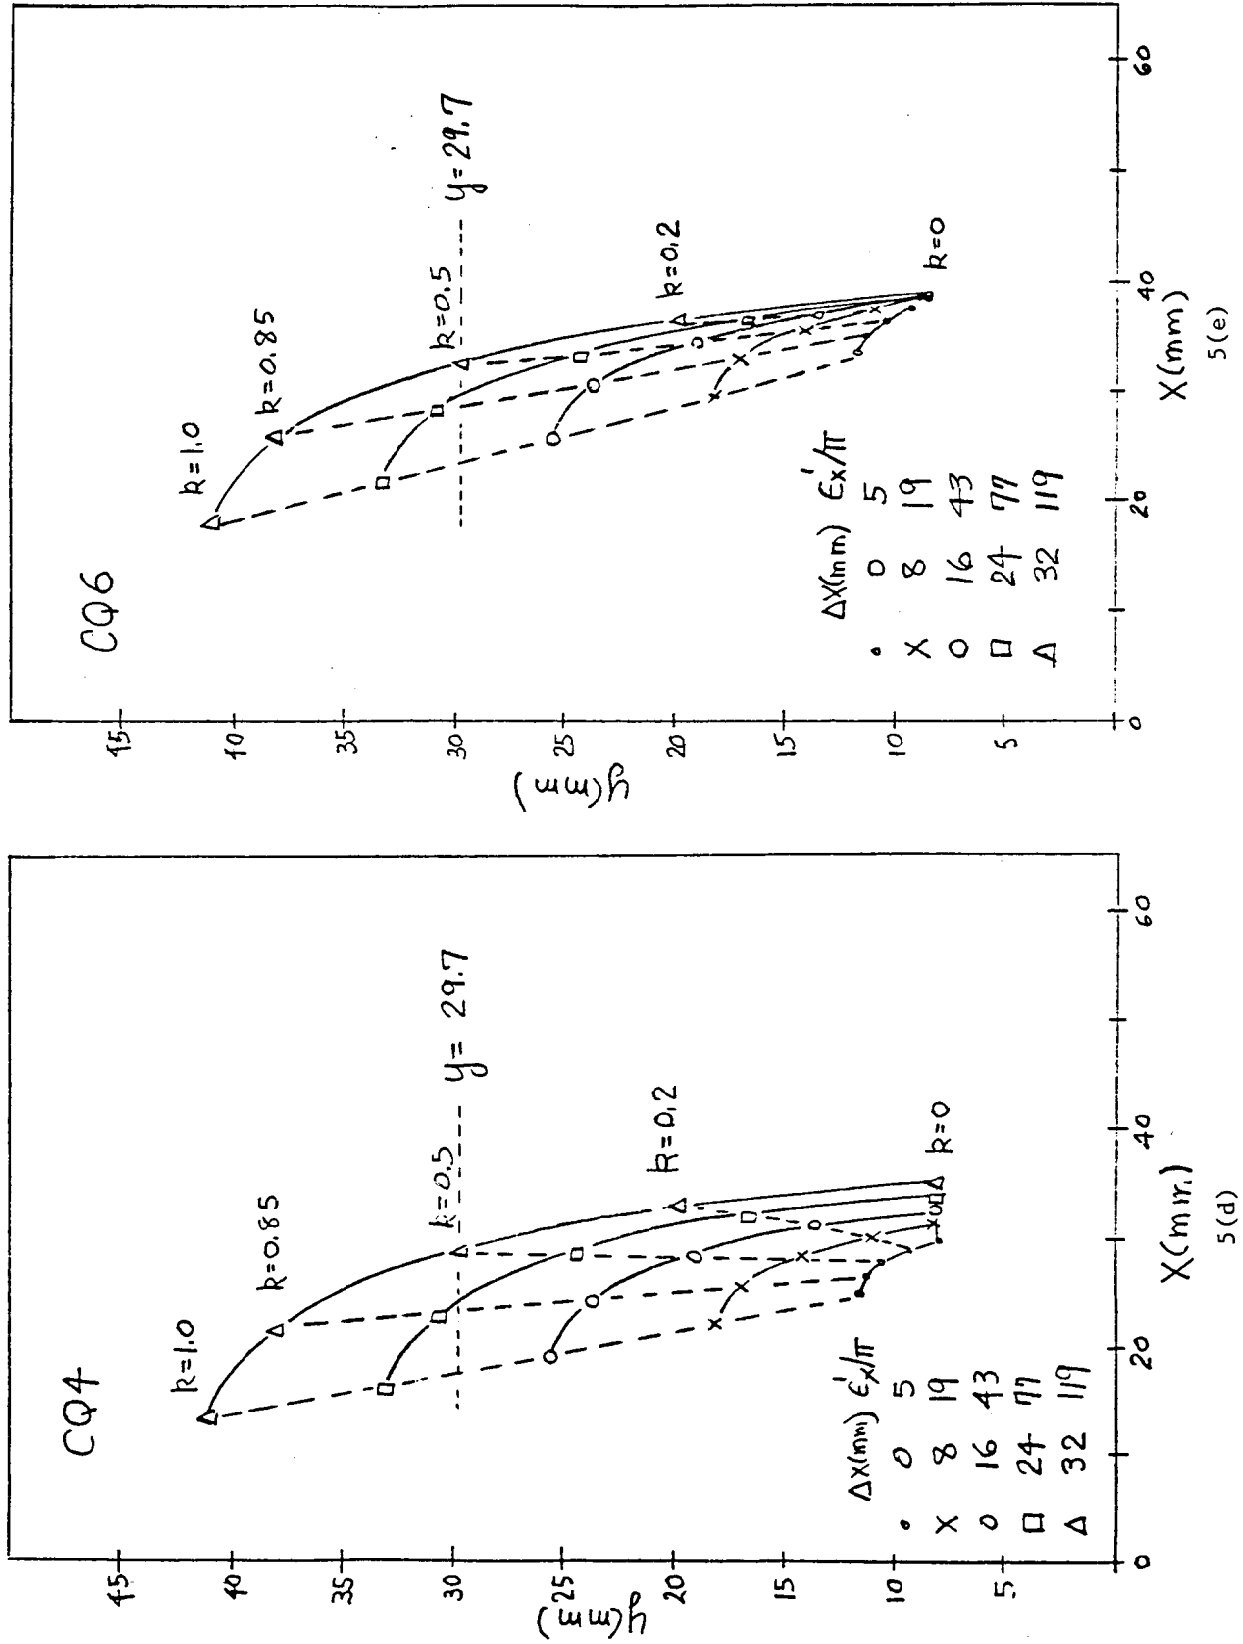 CQ4
k=1.0
k=0.85
k=0.5
y= 29.7
k=0.2
k=0
Δx(mm) ϵ'x/π
• 0 5
X 8 19
o 16 43
□ 24 77
△ 32 119
y(mm)
45
40
35
30
25
20
15
10
5
0
20
40
60
X(mm)
5(d)
CQ6
k=1.0
k=0.85
k=0.5
y=29.7
k=0.2
k=0
Δx(mm) ϵ'x/π
• 0 5
X 8 19
o 16 43
□ 24 77
△ 32 119
y(mm)
45
40
35
30
25
20
15
10
5
0
20
40
60
X(mm)
5(e)